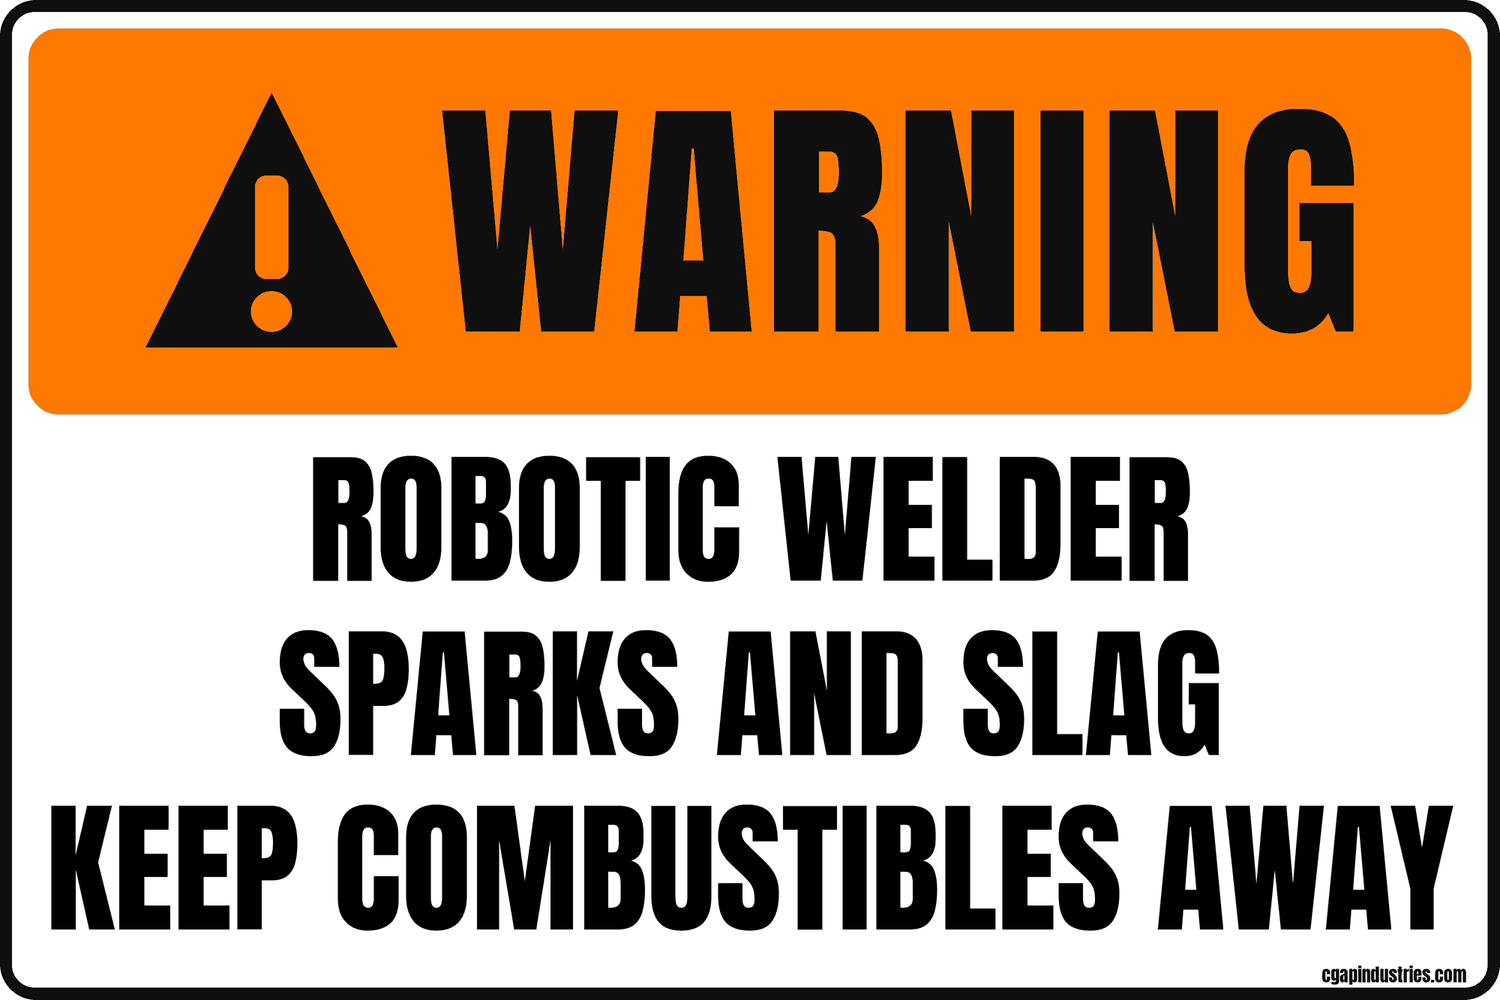 WARNING
ROBOTIC WELDER
SPARKS AND SLAG
KEEP COMBUSTIBLES AWAY
cgapindustries.com